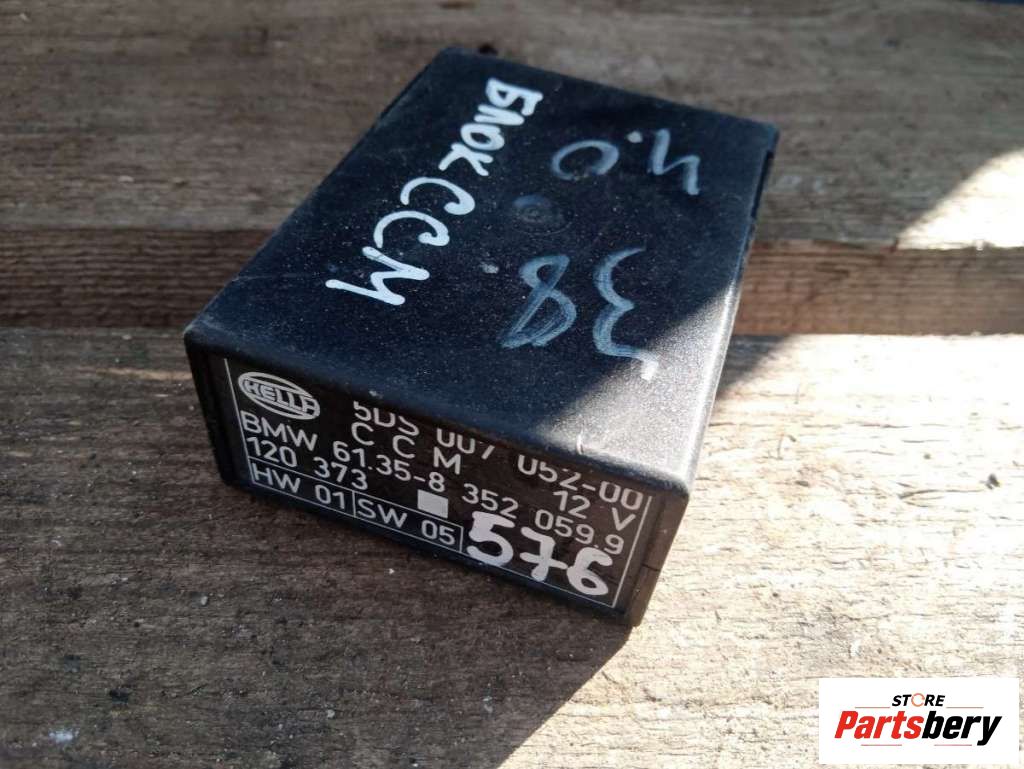 БЛОК CCM
4.0
38
HELLA
5DS 007 052-00
C C M 12 V
BMW 61.35-8 352 059.9
120 373
HW 01 SW 05
576
STORE
Partsbery